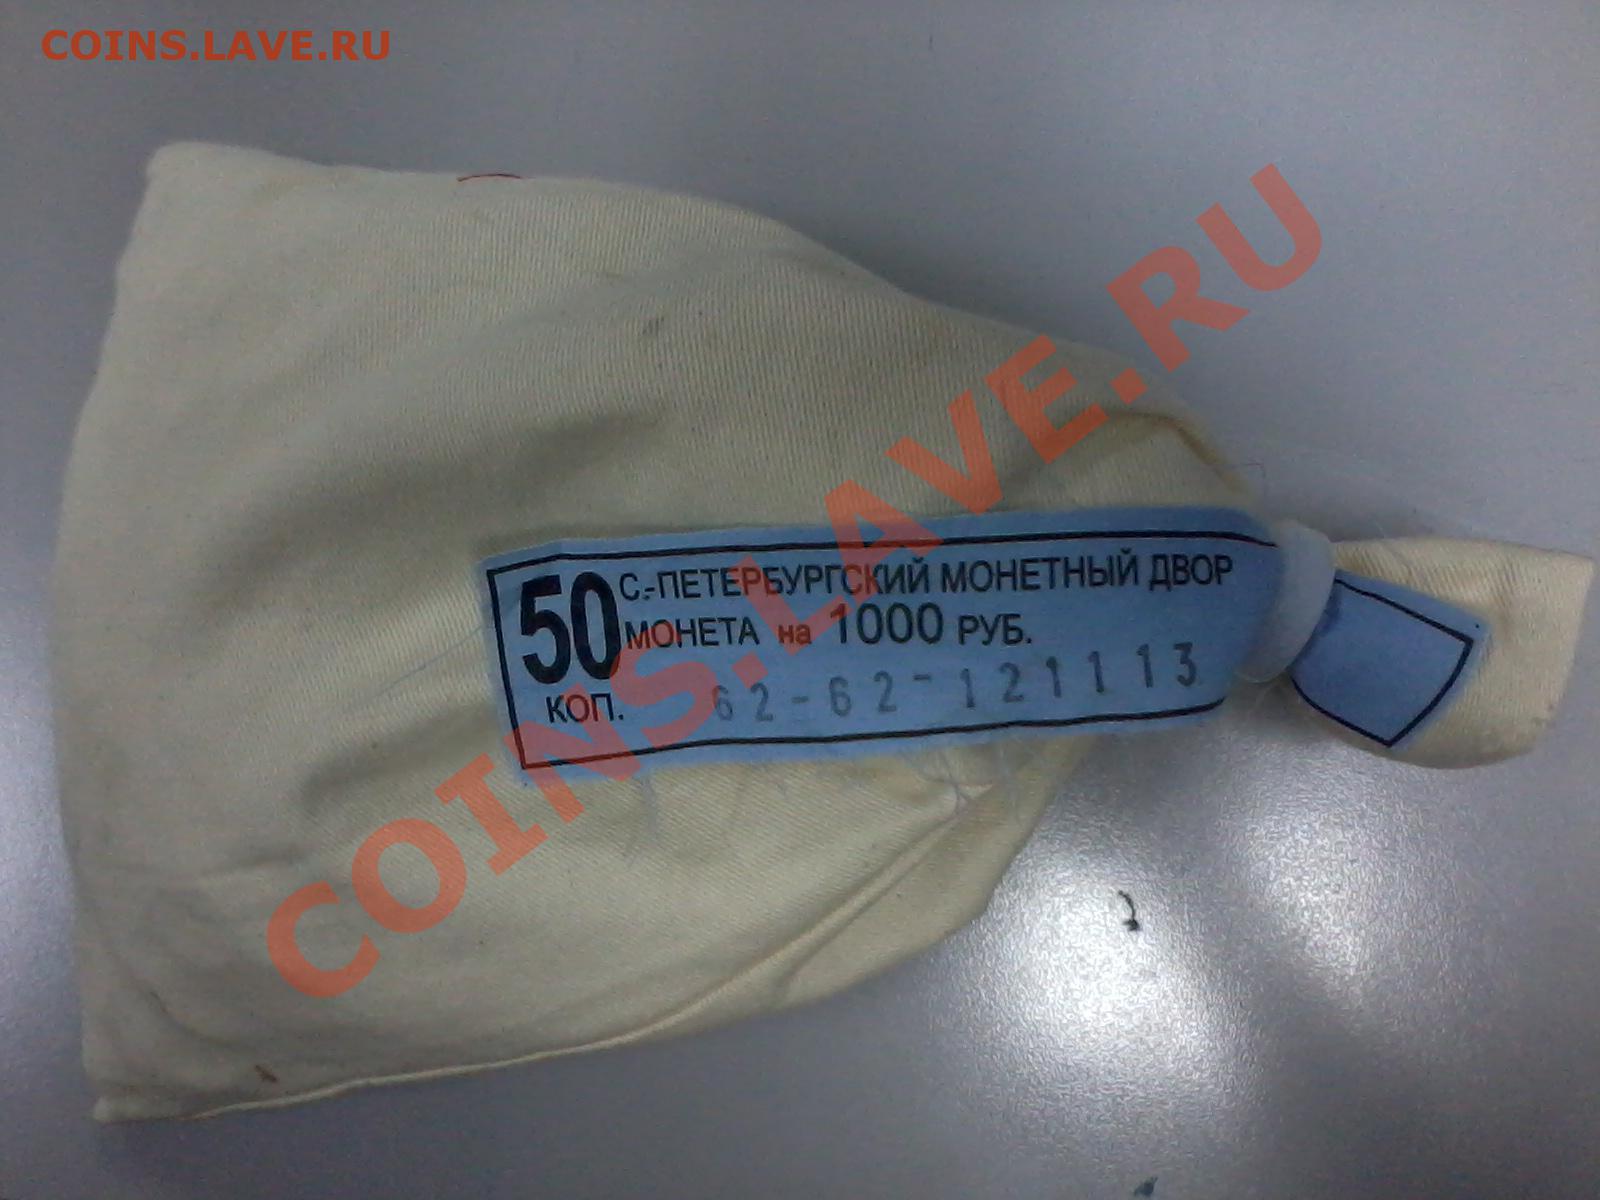 COINS.LAVE.RU
COINS.LAVE.RU
50 С.-ПЕТЕРБУРГСКИЙ МОНЕТНЫЙ ДВОР
МОНЕТА на 1000 РУБ.
КОП. 62-62-121113